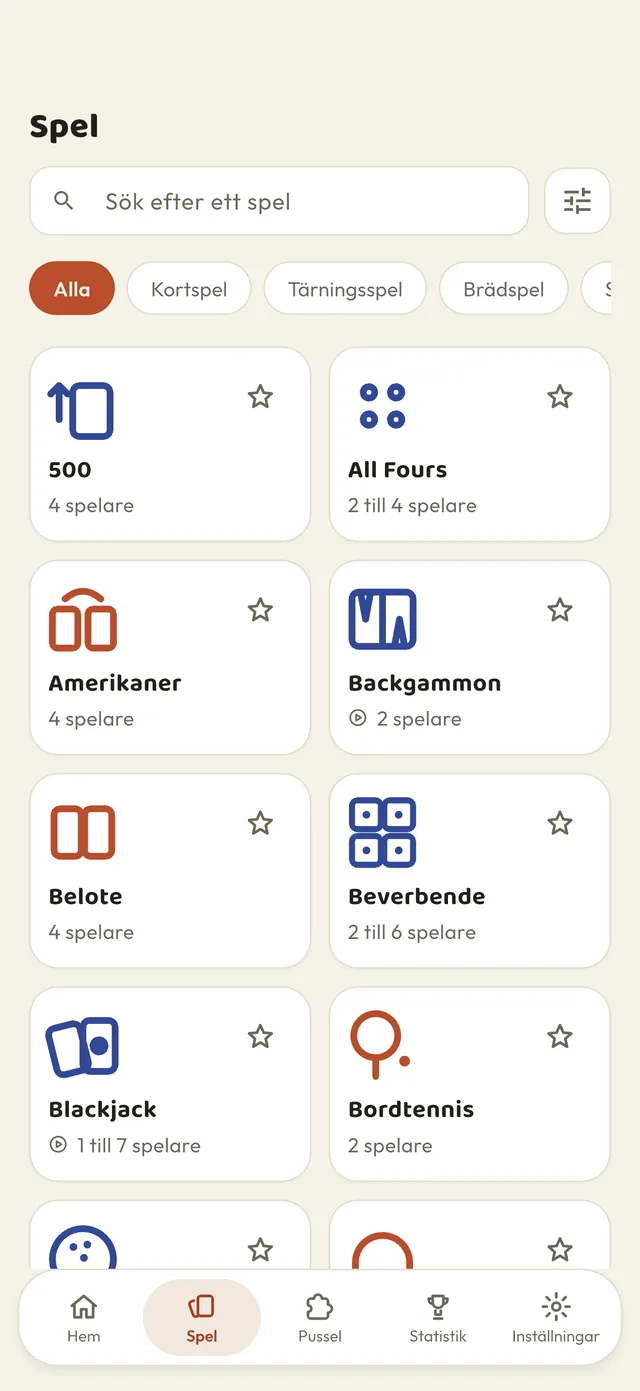 Spel
Sök efter ett spel
Alla
Kortspel
Tärningsspel
Brädspel
500
4 spelare
All Fours
2 till 4 spelare
Amerikaner
4 spelare
Backgammon
2 spelare
Belote
4 spelare
Beverbende
2 till 6 spelare
Blackjack
1 till 7 spelare
Bordtennis
2 spelare
Hem
Spel
Pussel
Statistik
Inställningar